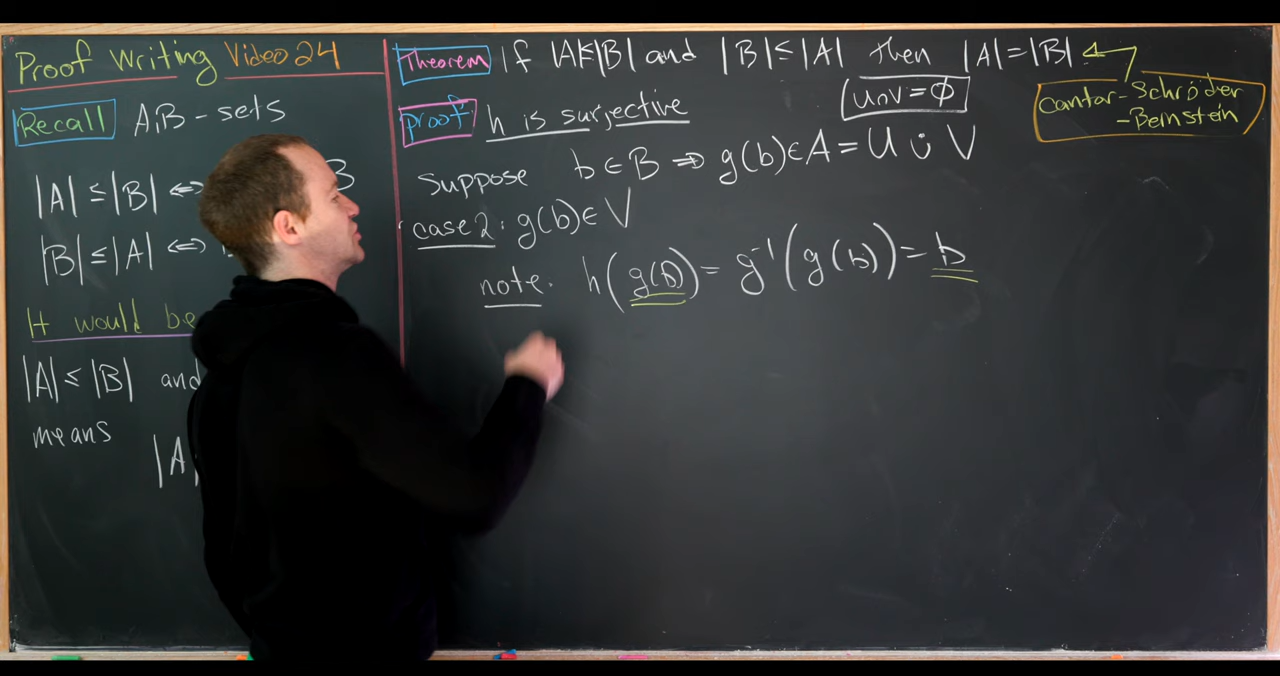 Proof Writing Video 24
Recall A,B - sets
|A| ≤ |B| ⇔ B
|B| ≤ |A| ⇔
It would be
|A| ≤ |B| and
means
|A|
Theorem If |A|≤|B| and |B| ≤ |A| then |A| = |B|
Cantor-Schröder
-Bernstein
U∩V = ∅
Proof: h is surjective
Suppose b ∈ B ⇒ g(b) ∈ A = U ∪̇ V
case 2: g(b) ∈ V
note: h(g(b)) = g⁻¹(g(b)) = b